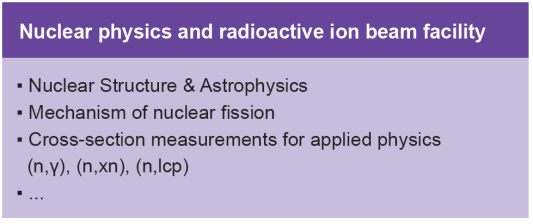 Nuclear physics and radioactive ion beam facility
▪ Nuclear Structure & Astrophysics
▪ Mechanism of nuclear fission
▪ Cross-section measurements for applied physics
(n,γ), (n,xn), (n,lcp)
▪ ...